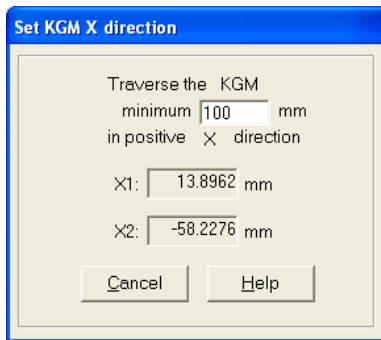 Set KGM X direction
Traverse the KGM
minimum 100 mm
in positive X direction
X1: 13.8962 mm
X2: -58.2276 mm
Cancel Help